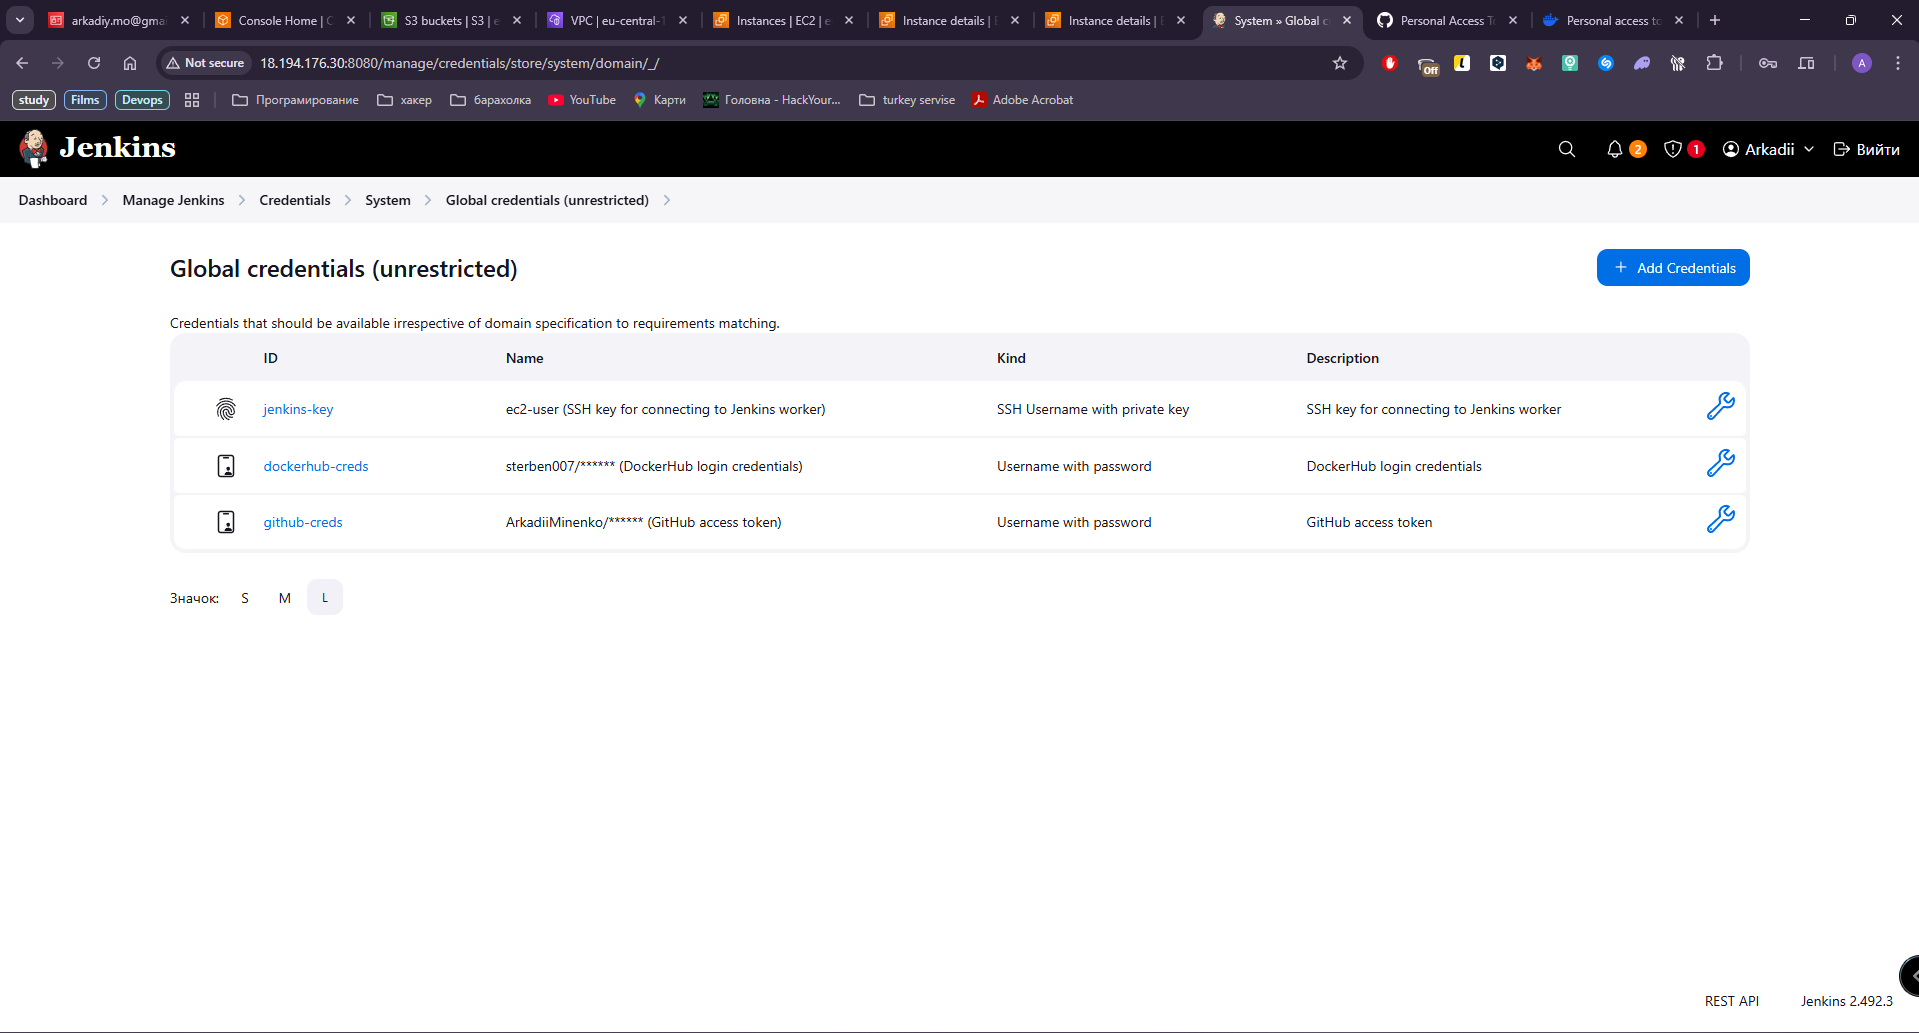 arkadiy.mo@gmai
Console Home | C
S3 buckets | S3 | e
VPC | eu-central-1
Instances | EC2 | e
Instance details | E
Instance details | E
System » Global c
Personal Access T
Personal access to
Not secure
18.194.176.30:8080/manage/credentials/store/system/domain/_/
Off
A
study
Films
Devops
Програмирование
хакер
барахолка
YouTube
Карти
Головна - HackYour...
turkey servise
Adobe Acrobat
Jenkins
2
1
Arkadii
Вийти
Dashboard
Manage Jenkins
Credentials
System
Global credentials (unrestricted)
Global credentials (unrestricted)
Add Credentials
Credentials that should be available irrespective of domain specification to requirements matching.
ID Name Kind Description
jenkins-key ec2-user (SSH key for connecting to Jenkins worker) SSH Username with private key SSH key for connecting to Jenkins worker
dockerhub-creds sterben007/****** (DockerHub login credentials) Username with password DockerHub login credentials
github-creds ArkadiiMinenko/****** (GitHub access token) Username with password GitHub access token
Значок: S M L
REST API
Jenkins 2.492.3